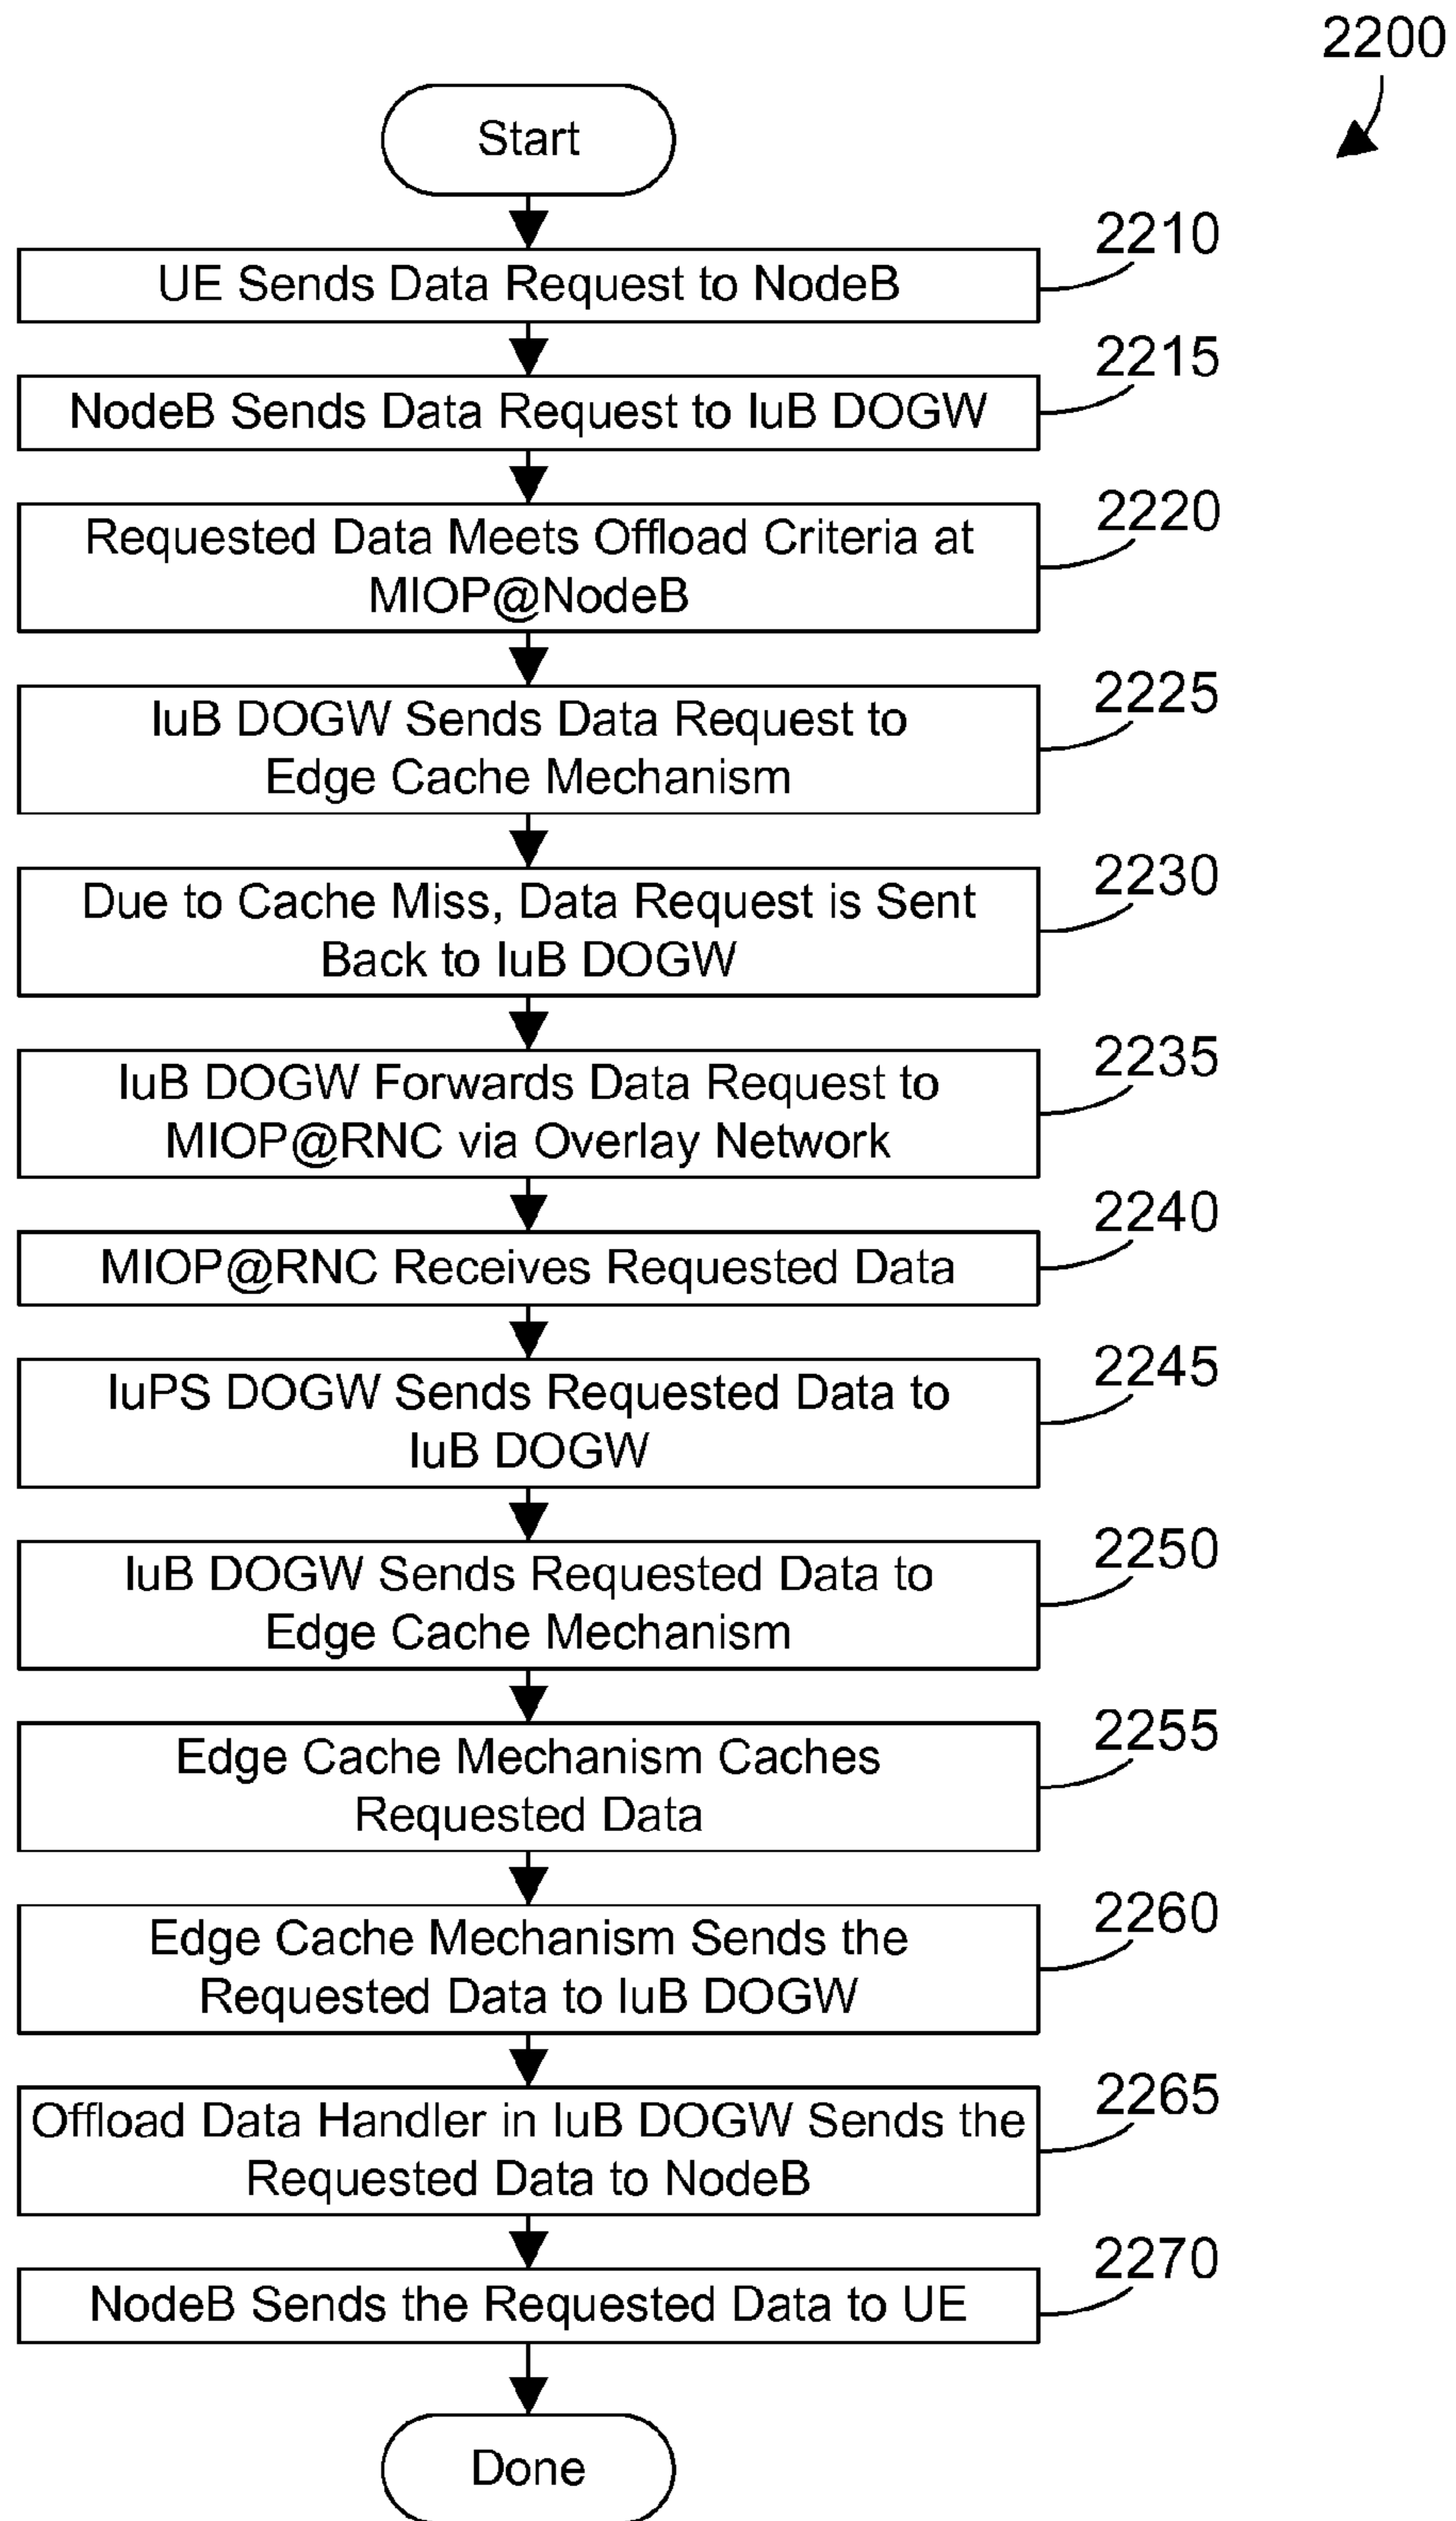 2200
Start
2210
UE Sends Data Request to NodeB
2215
NodeB Sends Data Request to IuB DOGW
2220
Requested Data Meets Offload Criteria at
MIOP@NodeB
2225
IuB DOGW Sends Data Request to
Edge Cache Mechanism
2230
Due to Cache Miss, Data Request is Sent
Back to IuB DOGW
2235
IuB DOGW Forwards Data Request to
MIOP@RNC via Overlay Network
2240
MIOP@RNC Receives Requested Data
2245
IuPS DOGW Sends Requested Data to
IuB DOGW
2250
IuB DOGW Sends Requested Data to
Edge Cache Mechanism
2255
Edge Cache Mechanism Caches
Requested Data
2260
Edge Cache Mechanism Sends the
Requested Data to IuB DOGW
2265
Offload Data Handler in IuB DOGW Sends the
Requested Data to NodeB
2270
NodeB Sends the Requested Data to UE
Done